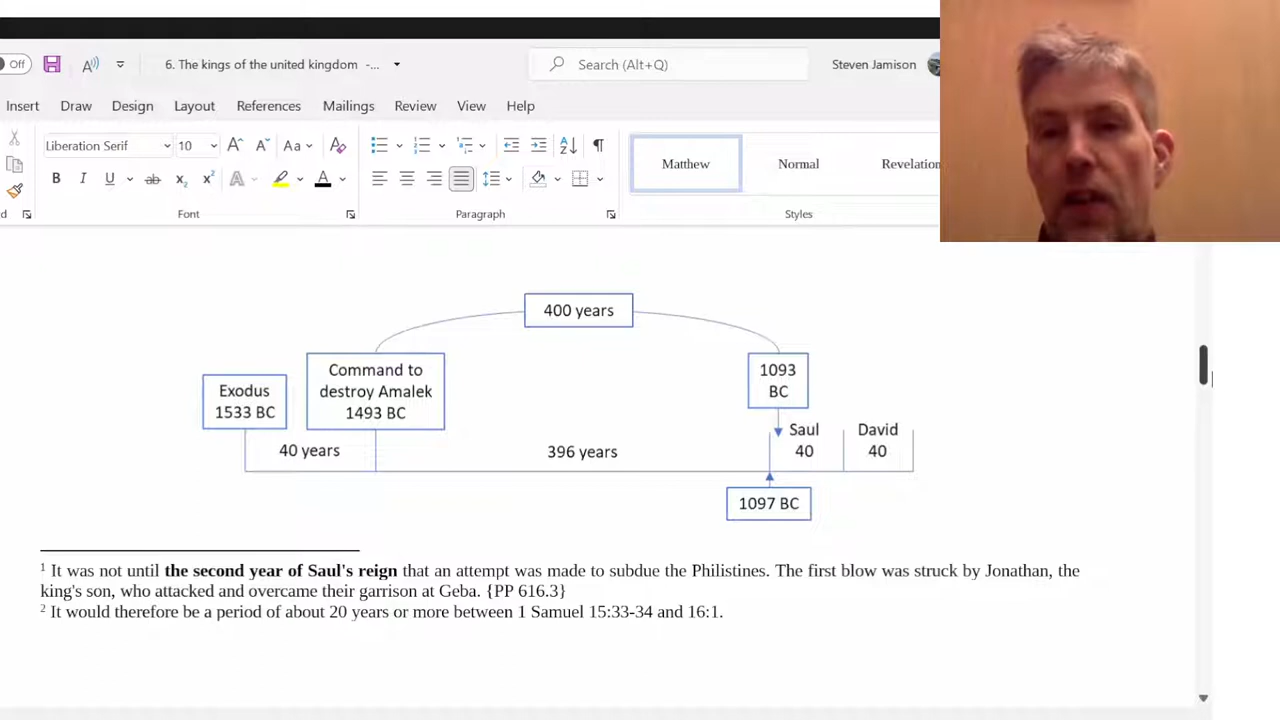 Off
6. The kings of the united kingdom -...
Search (Alt+Q)
Steven Jamison
Insert Draw Design Layout References Mailings Review View Help
Liberation Serif 10 A A Aa A
B I U ab x₂ x² A A
Matthew Normal Revelation
d Font Paragraph Styles
400 years
Command to
destroy Amalek
1493 BC
1093
BC
Exodus
1533 BC
Saul
40
David
40
40 years
396 years
1097 BC
1 It was not until the second year of Saul's reign that an attempt was made to subdue the Philistines. The first blow was struck by Jonathan, the
king's son, who attacked and overcame their garrison at Geba. {PP 616.3}
2 It would therefore be a period of about 20 years or more between 1 Samuel 15:33-34 and 16:1.